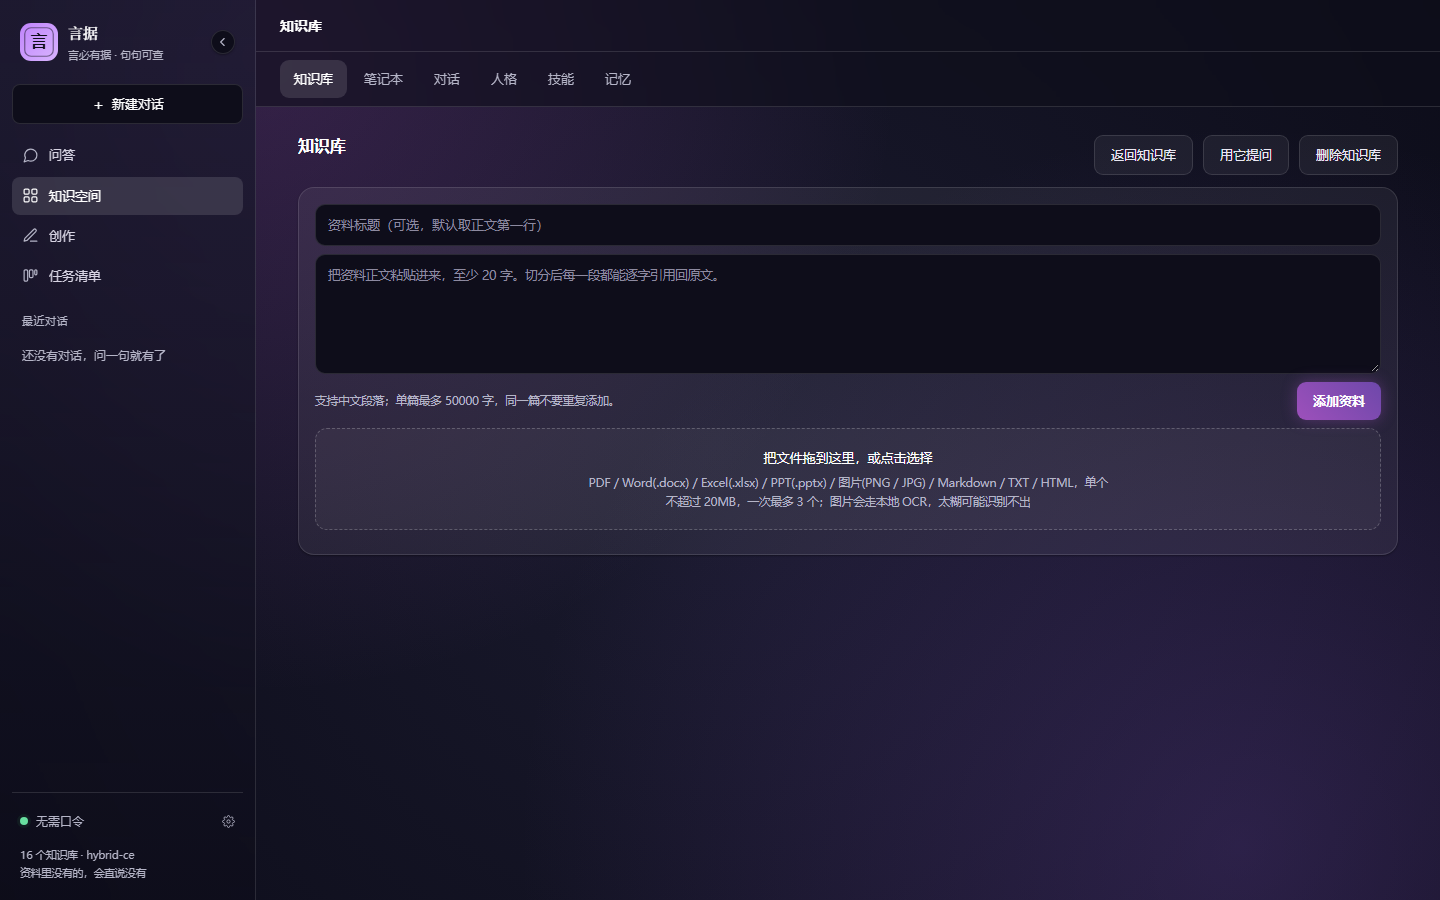 言
言据
言必有据 · 句句可查
+ 新建对话
问答
知识空间
创作
任务清单
最近对话
还没有对话，问一句就有了
无需口令
16 个知识库 · hybrid-ce
资料里没有的，会直说没有
知识库
知识库 笔记本 对话 人格 技能 记忆
知识库
返回知识库 用它提问 删除知识库
资料标题（可选，默认取正文第一行）
把资料正文粘贴进来，至少 20 字。切分后每一段都能逐字引用回原文。
支持中文段落；单篇最多 50000 字，同一篇不要重复添加。
添加资料
把文件拖到这里，或点击选择
PDF / Word(.docx) / Excel(.xlsx) / PPT(.pptx) / 图片(PNG / JPG) / Markdown / TXT / HTML，单个
不超过 20MB，一次最多 3 个；图片会走本地 OCR，太糊可能识别不出